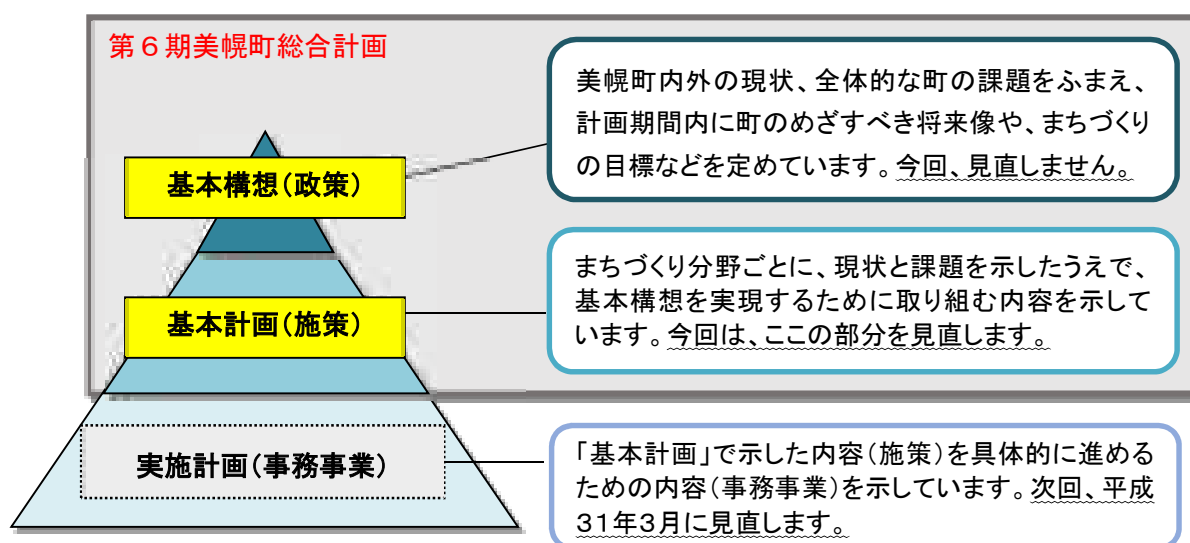 第６期美幌町総合計画
基本構想（政策）
美幌町内外の現状、全体的な町の課題をふまえ、
計画期間内に町のめざすべき将来像や、まちづくり
の目標などを定めています。今回、見直しません。
基本計画（施策）
まちづくり分野ごとに、現状と課題を示したうえで、
基本構想を実現するために取り組む内容を示して
います。今回は、ここの部分を見直します。
実施計画（事務事業）
「基本計画」で示した内容（施策）を具体的に進める
ための内容（事務事業）を示しています。次回、平成
３１年３月に見直します。